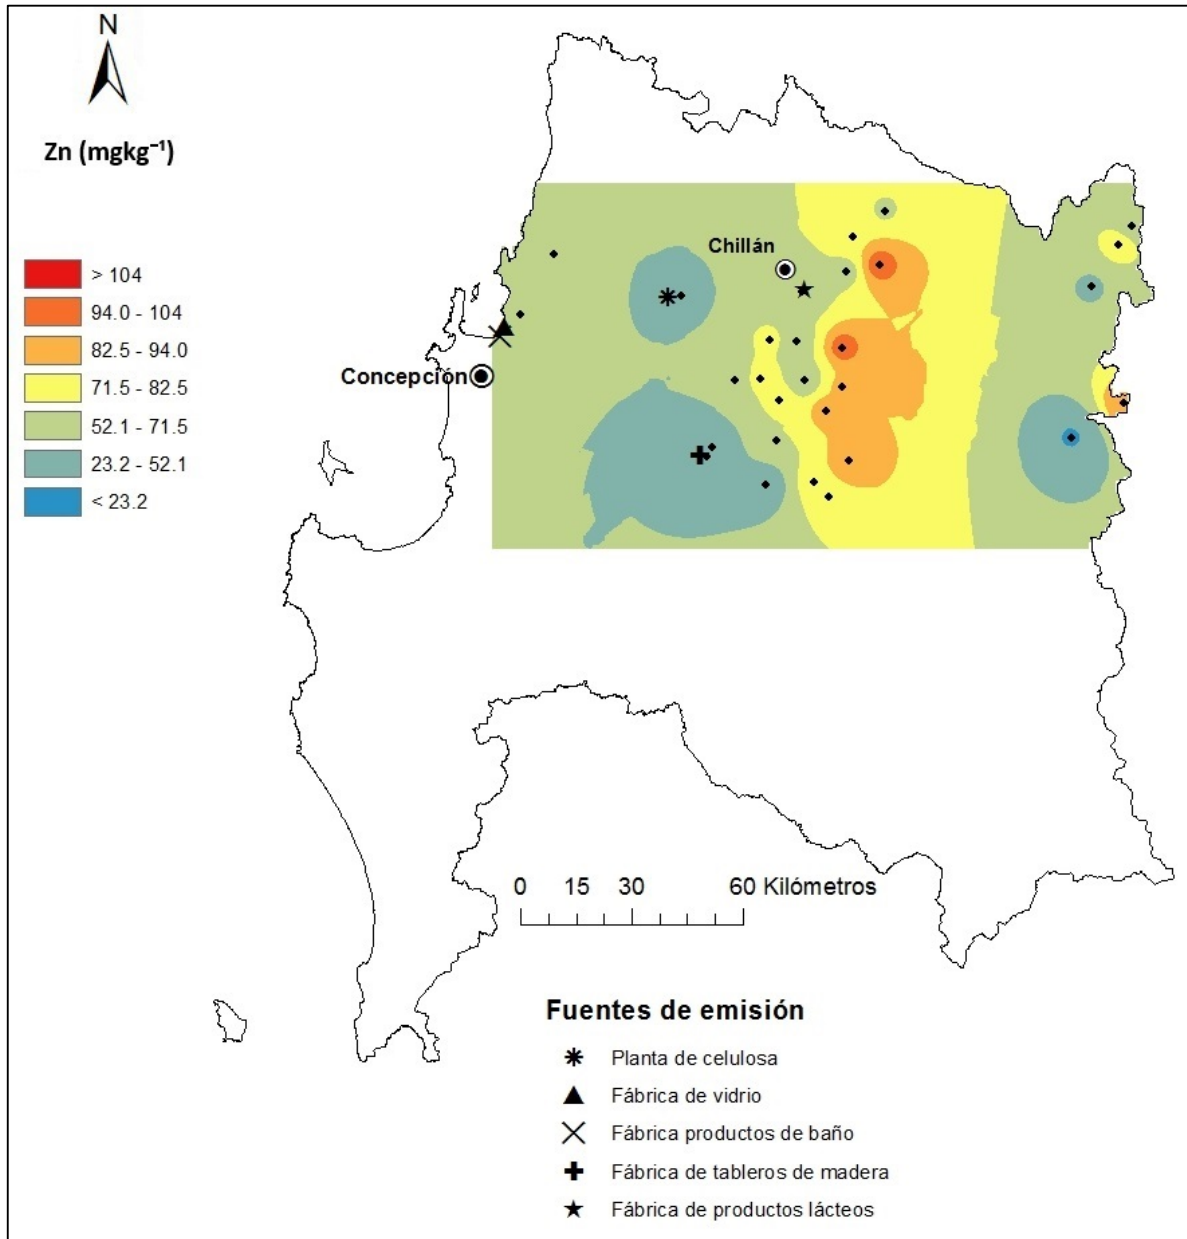 N
Zn (mgkg⁻¹)
> 104
94.0 - 104
82.5 - 94.0
71.5 - 82.5
52.1 - 71.5
23.2 - 52.1
< 23.2
Chillán
Concepción
0 15 30 60 Kilómetros
Fuentes de emisión
Planta de celulosa
Fábrica de vidrio
Fábrica productos de baño
Fábrica de tableros de madera
Fábrica de productos lácteos